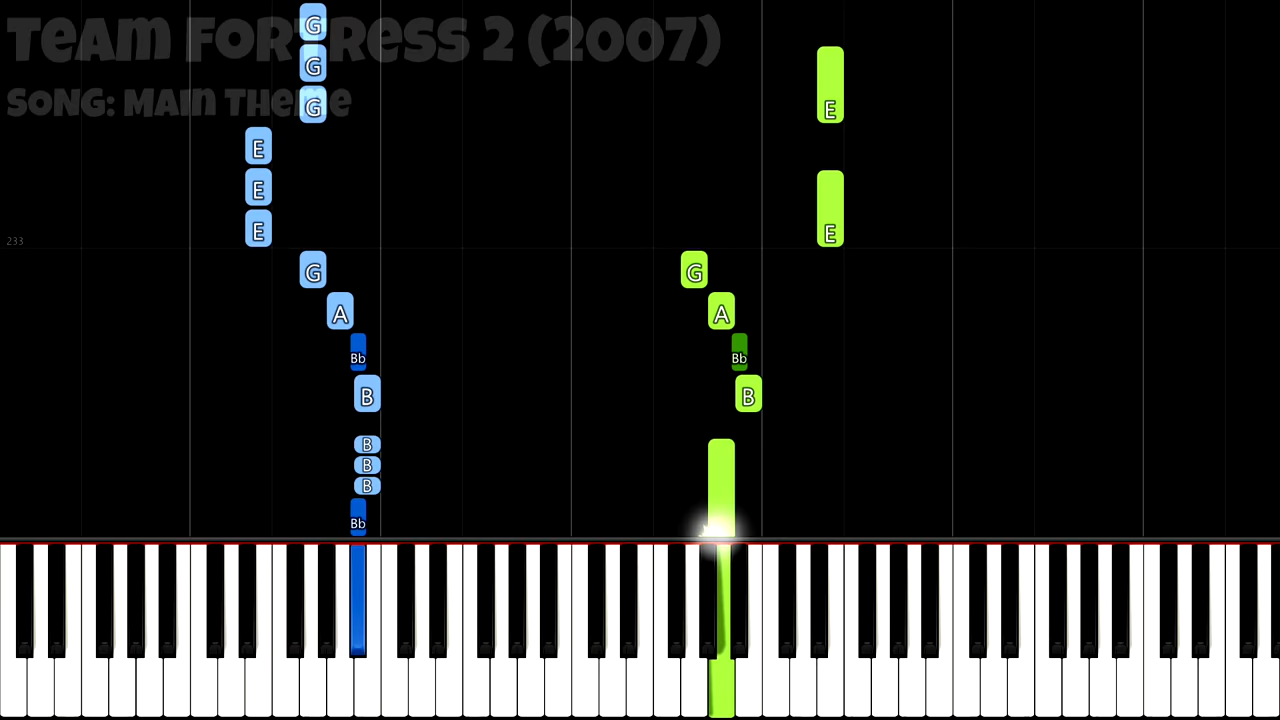 Team Fortress 2 (2007)
G
Song: Main Theme
G
G E
E
E
E E
233
G G
A A
Bb Bb
B B
B
B
B
Bb